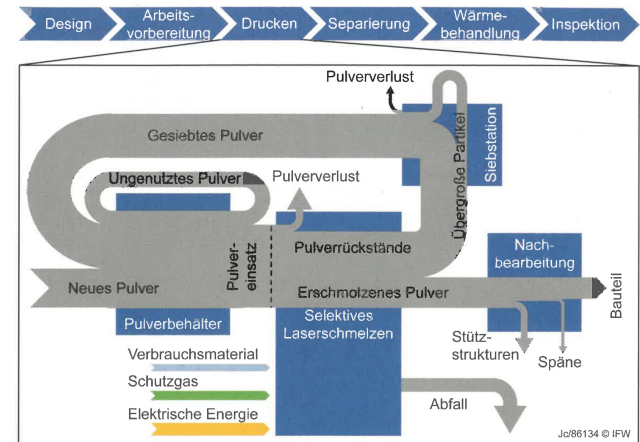 Design
Arbeits-
vorbereitung
Drucken
Separierung
Wärme-
behandlung
Inspektion
Pulververlust
Gesiebtes Pulver
Übergroße Partikel
Siebstation
Ungenutztes Pulver
Pulververlust
Pulver-
einsatz
Pulverrückstände
Nach-
bearbeitung
Neues Pulver
Erschmolzenes Pulver
Bauteil
Pulverbehälter
Selektives
Laserschmelzen
Stütz-
strukturen
Späne
Verbrauchsmaterial
Schutzgas
Elektrische Energie
Abfall
Jc/86134 © IFW